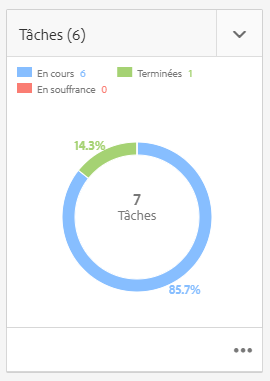 Tâches (6)
En cours 6 Terminées 1
En souffrance 0
14.3%
7
Tâches
85.7%